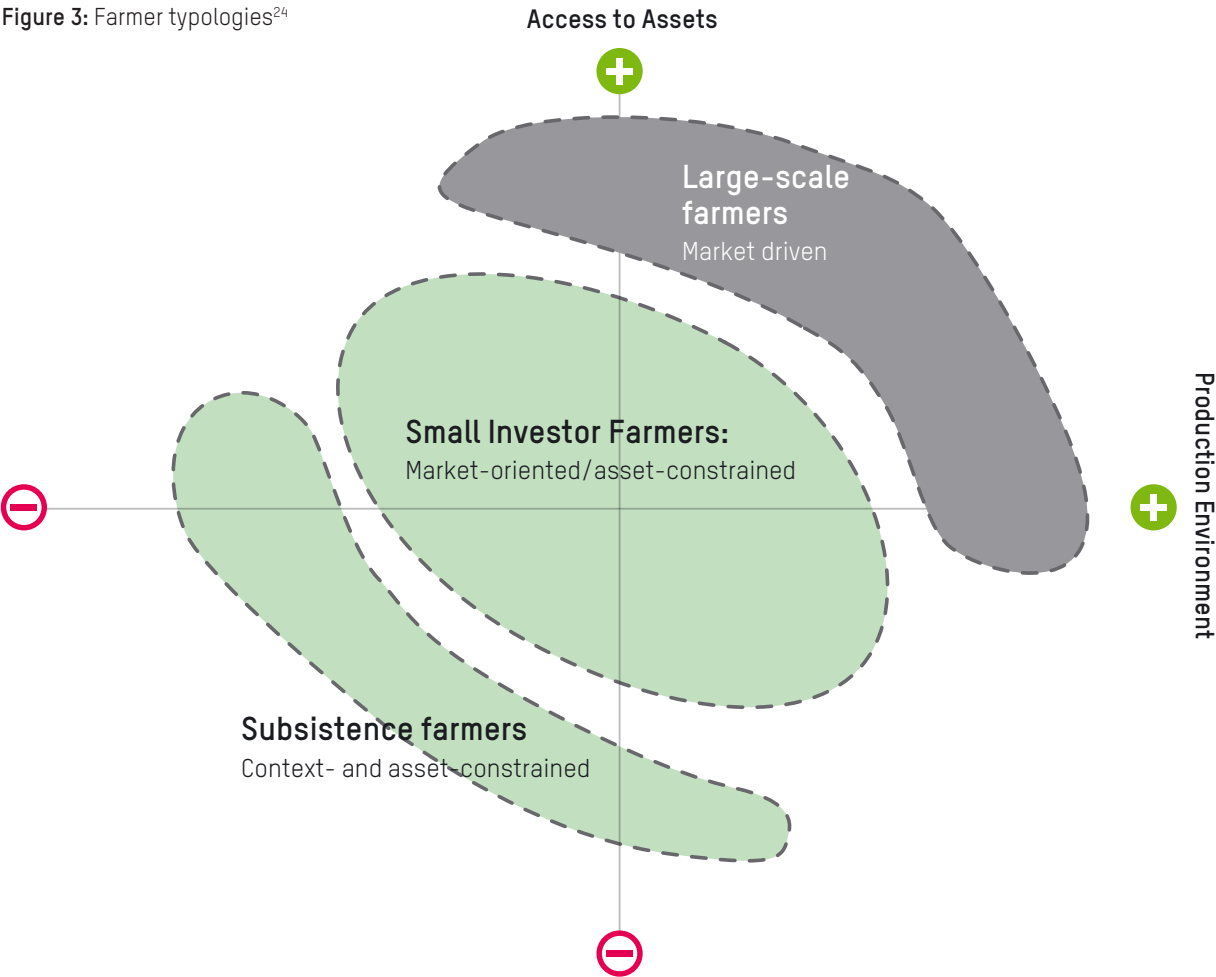 Figure 3: Farmer typologies24
Access to Assets
Large-scale
farmers
Market driven
Small Investor Farmers:
Market-oriented/asset-constrained
Production Environment
Subsistence farmers
Context- and asset-constrained